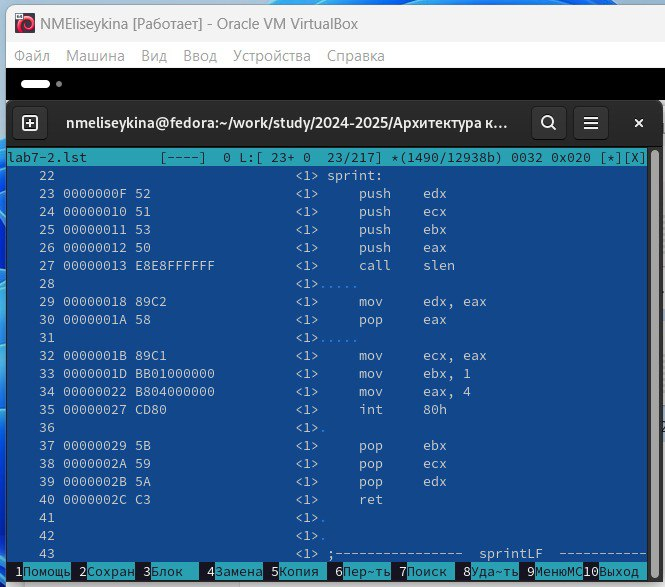 NMEliseykina [Работает] - Oracle VM VirtualBox
Файл Машина Вид Ввод Устройства Справка
nmeliseykina@fedora:~/work/study/2024-2025/Архитектура к...
lab7-2.lst [----] 0 L:[ 23+ 0 23/217] *(1490/12938b) 0032 0x020 [*][X]
22 <1> sprint:
23 0000000F 52 <1> push edx
24 00000010 51 <1> push ecx
25 00000011 53 <1> push ebx
26 00000012 50 <1> push eax
27 00000013 E8E8FFFFFF <1> call slen
28 <1>.....
29 00000018 89C2 <1> mov edx, eax
30 0000001A 58 <1> pop eax
31 <1>.....
32 0000001B 89C1 <1> mov ecx, eax
33 0000001D BB01000000 <1> mov ebx, 1
34 00000022 B804000000 <1> mov eax, 4
35 00000027 CD80 <1> int 80h
36 <1>.
37 00000029 5B <1> pop ebx
38 0000002A 59 <1> pop ecx
39 0000002B 5A <1> pop edx
40 0000002C C3 <1> ret
41 <1>.
42 <1>.
43 <1> ;---------------- sprintLF -----------
1Помощь 2Сохран 3Блок 4Замена 5Копия 6Пер~ть 7Поиск 8Уда~ть 9МенюМС 10Выход